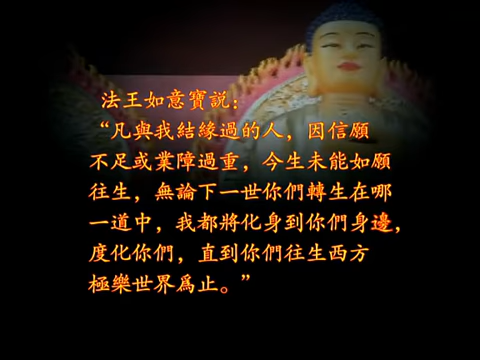 法王如意寶說：
“凡與我結緣過的人，因信願
不足或業障過重，今生未能如願
往生，無論下一世你們轉生在哪
一道中，我都將化身到你們身邊，
度化你們，直到你們往生西方
極樂世界爲止。”